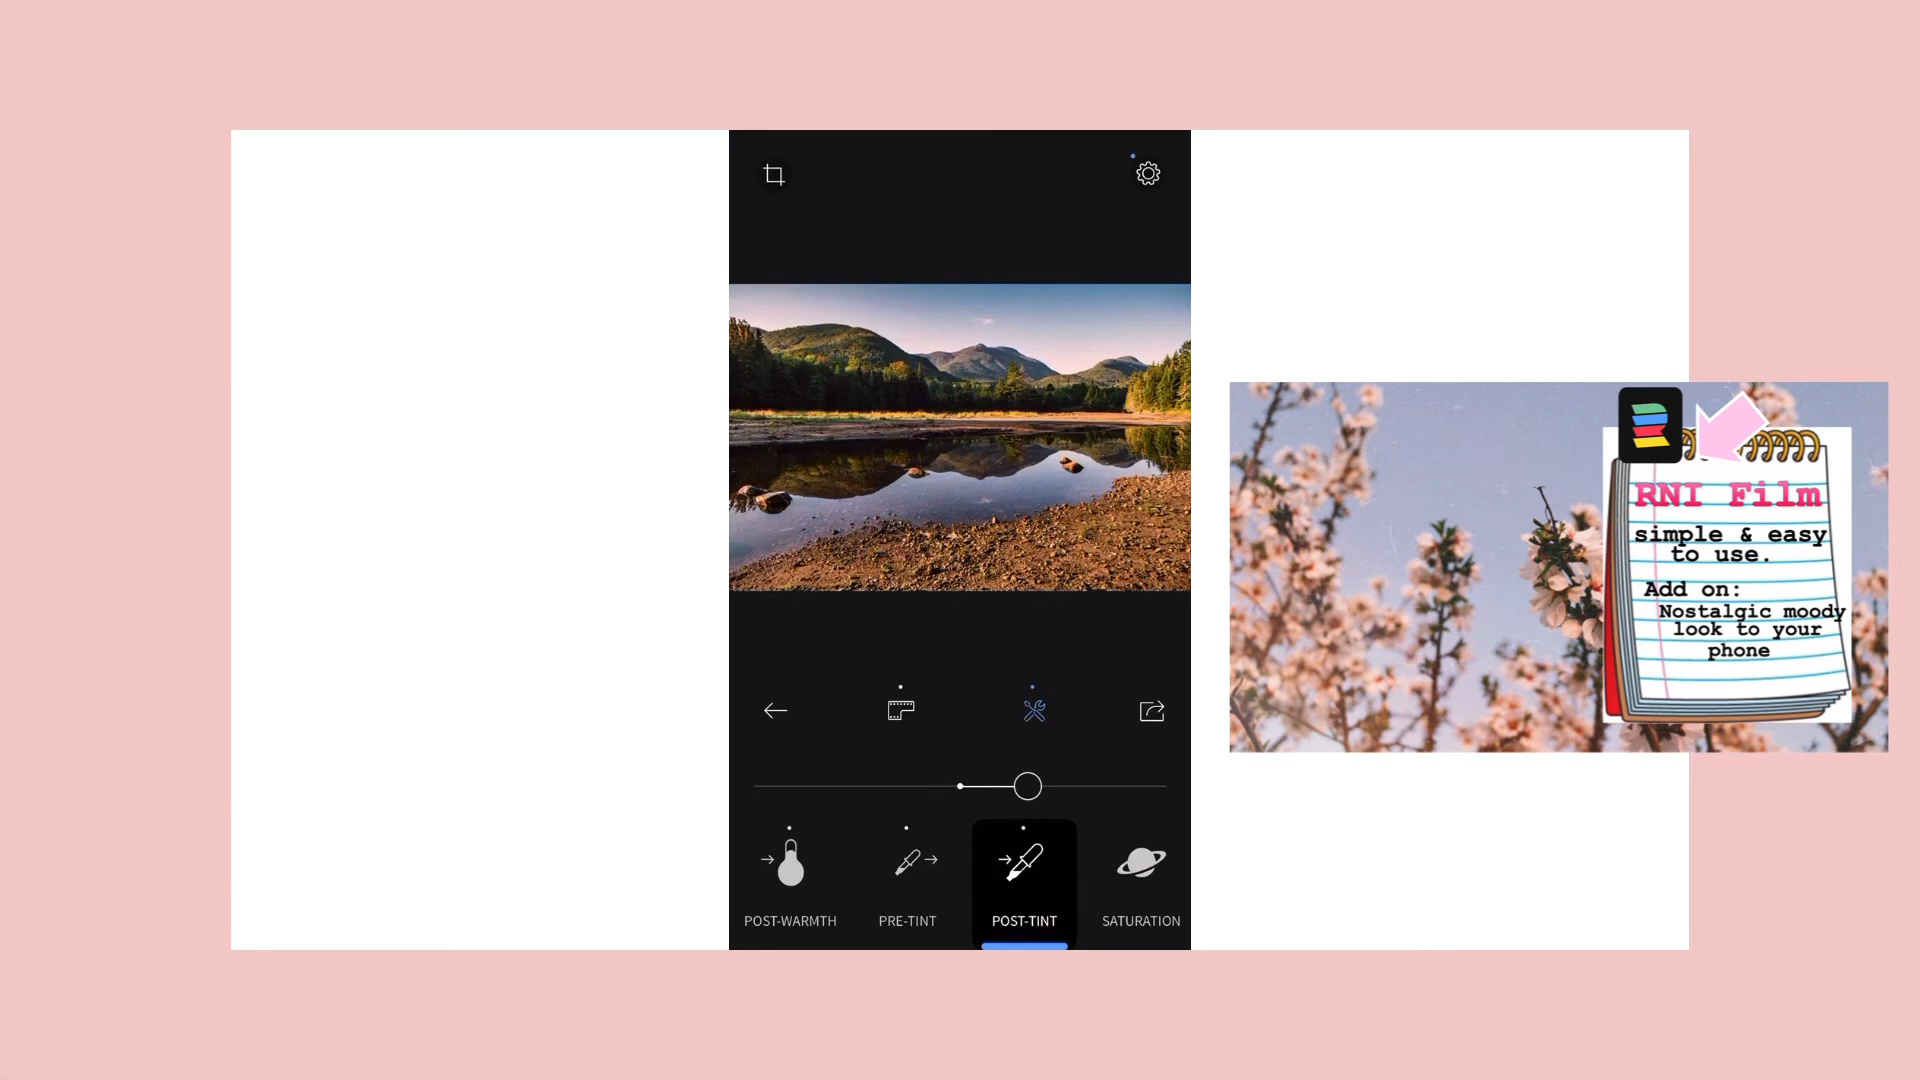 RNI Film
simple & easy
to use.
Add on:
Nostalgic moody
look to your
phone
POST-WARMTH
PRE-TINT
POST-TINT
SATURATION